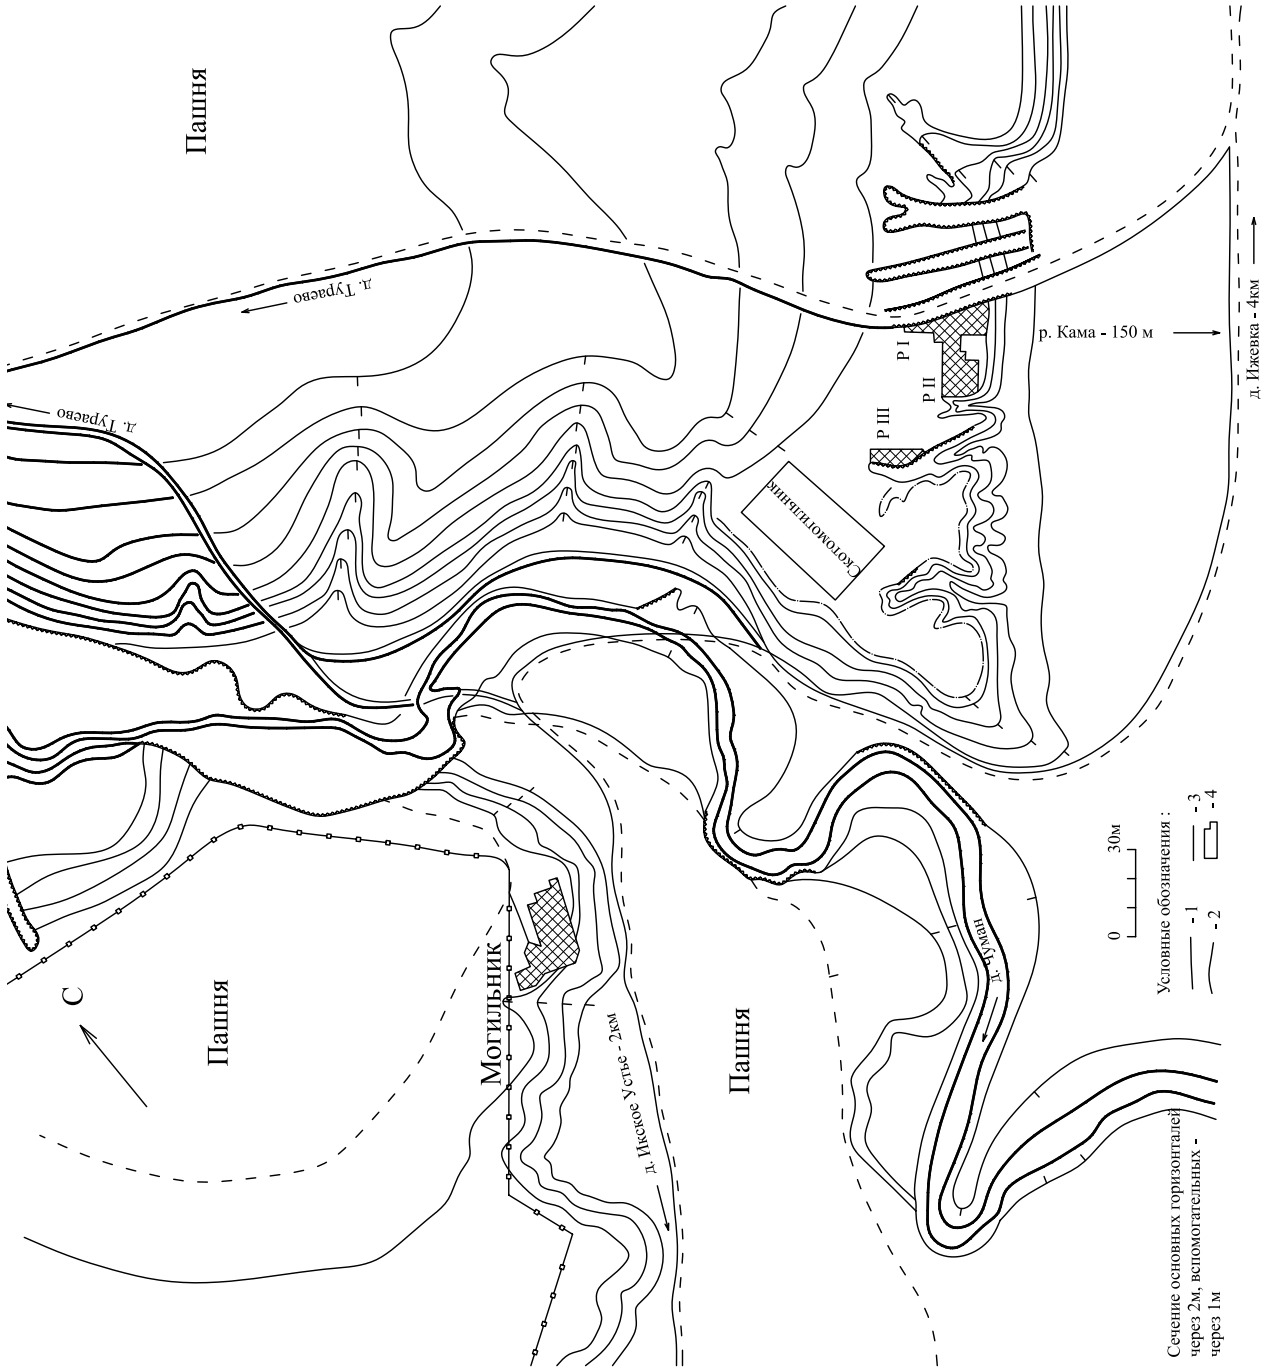 Пашня
д. Тураево
д. Тураево
Р I
Р II
Р III
р. Кама - 150 м
д. Ижевка - 4км
Скотомогильник
С
Пашня
Могильник
д. Икское Устье - 2км
Пашня
д. Чуман
0 30м
Условные обозначения :
- 1 - 3
- 2 - 4
Сечение основных горизонталей
через 2м, вспомогательных -
через 1м